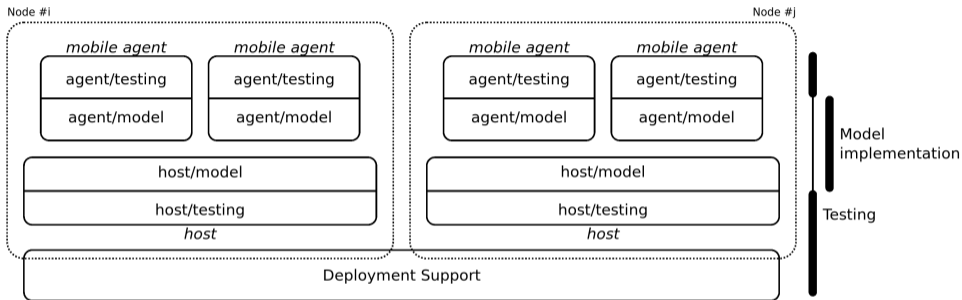 Node #i
Node #j
mobile agent
mobile agent
mobile agent
mobile agent
agent/testing
agent/testing
agent/testing
agent/testing
agent/model
agent/model
agent/model
agent/model
Model
implementation
host/model
host/model
host/testing
host/testing
Testing
host
host
Deployment Support